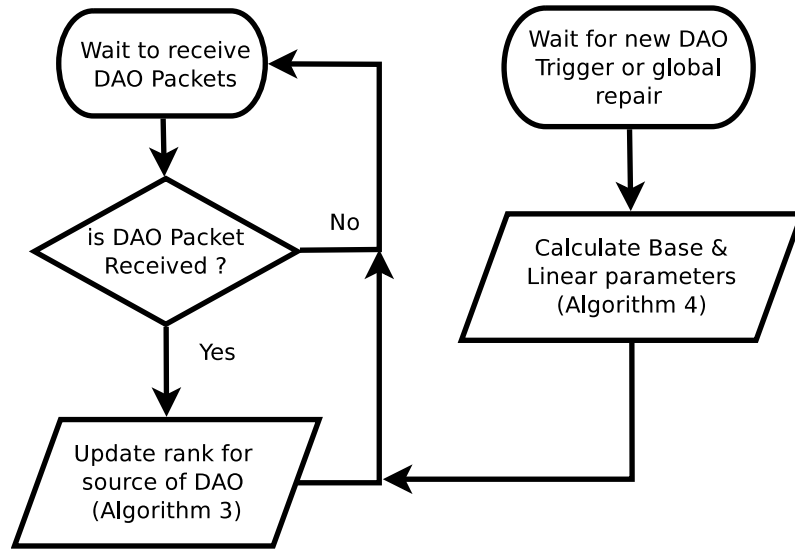 Wait to receive
DAO Packets
is DAO Packet
Received ?
No
Yes
Update rank for
source of DAO
(Algorithm 3)
Wait for new DAO
Trigger or global
repair
Calculate Base &
Linear parameters
(Algorithm 4)